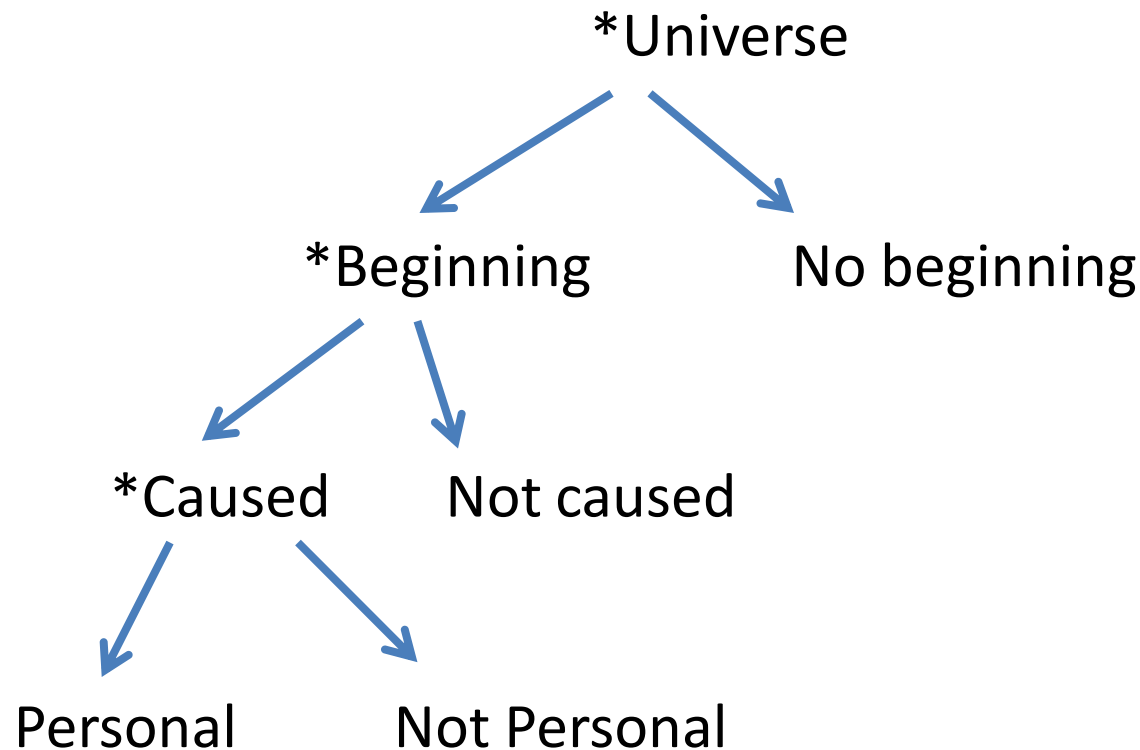 *Universe
*Beginning No beginning
*Caused Not caused
Personal Not Personal